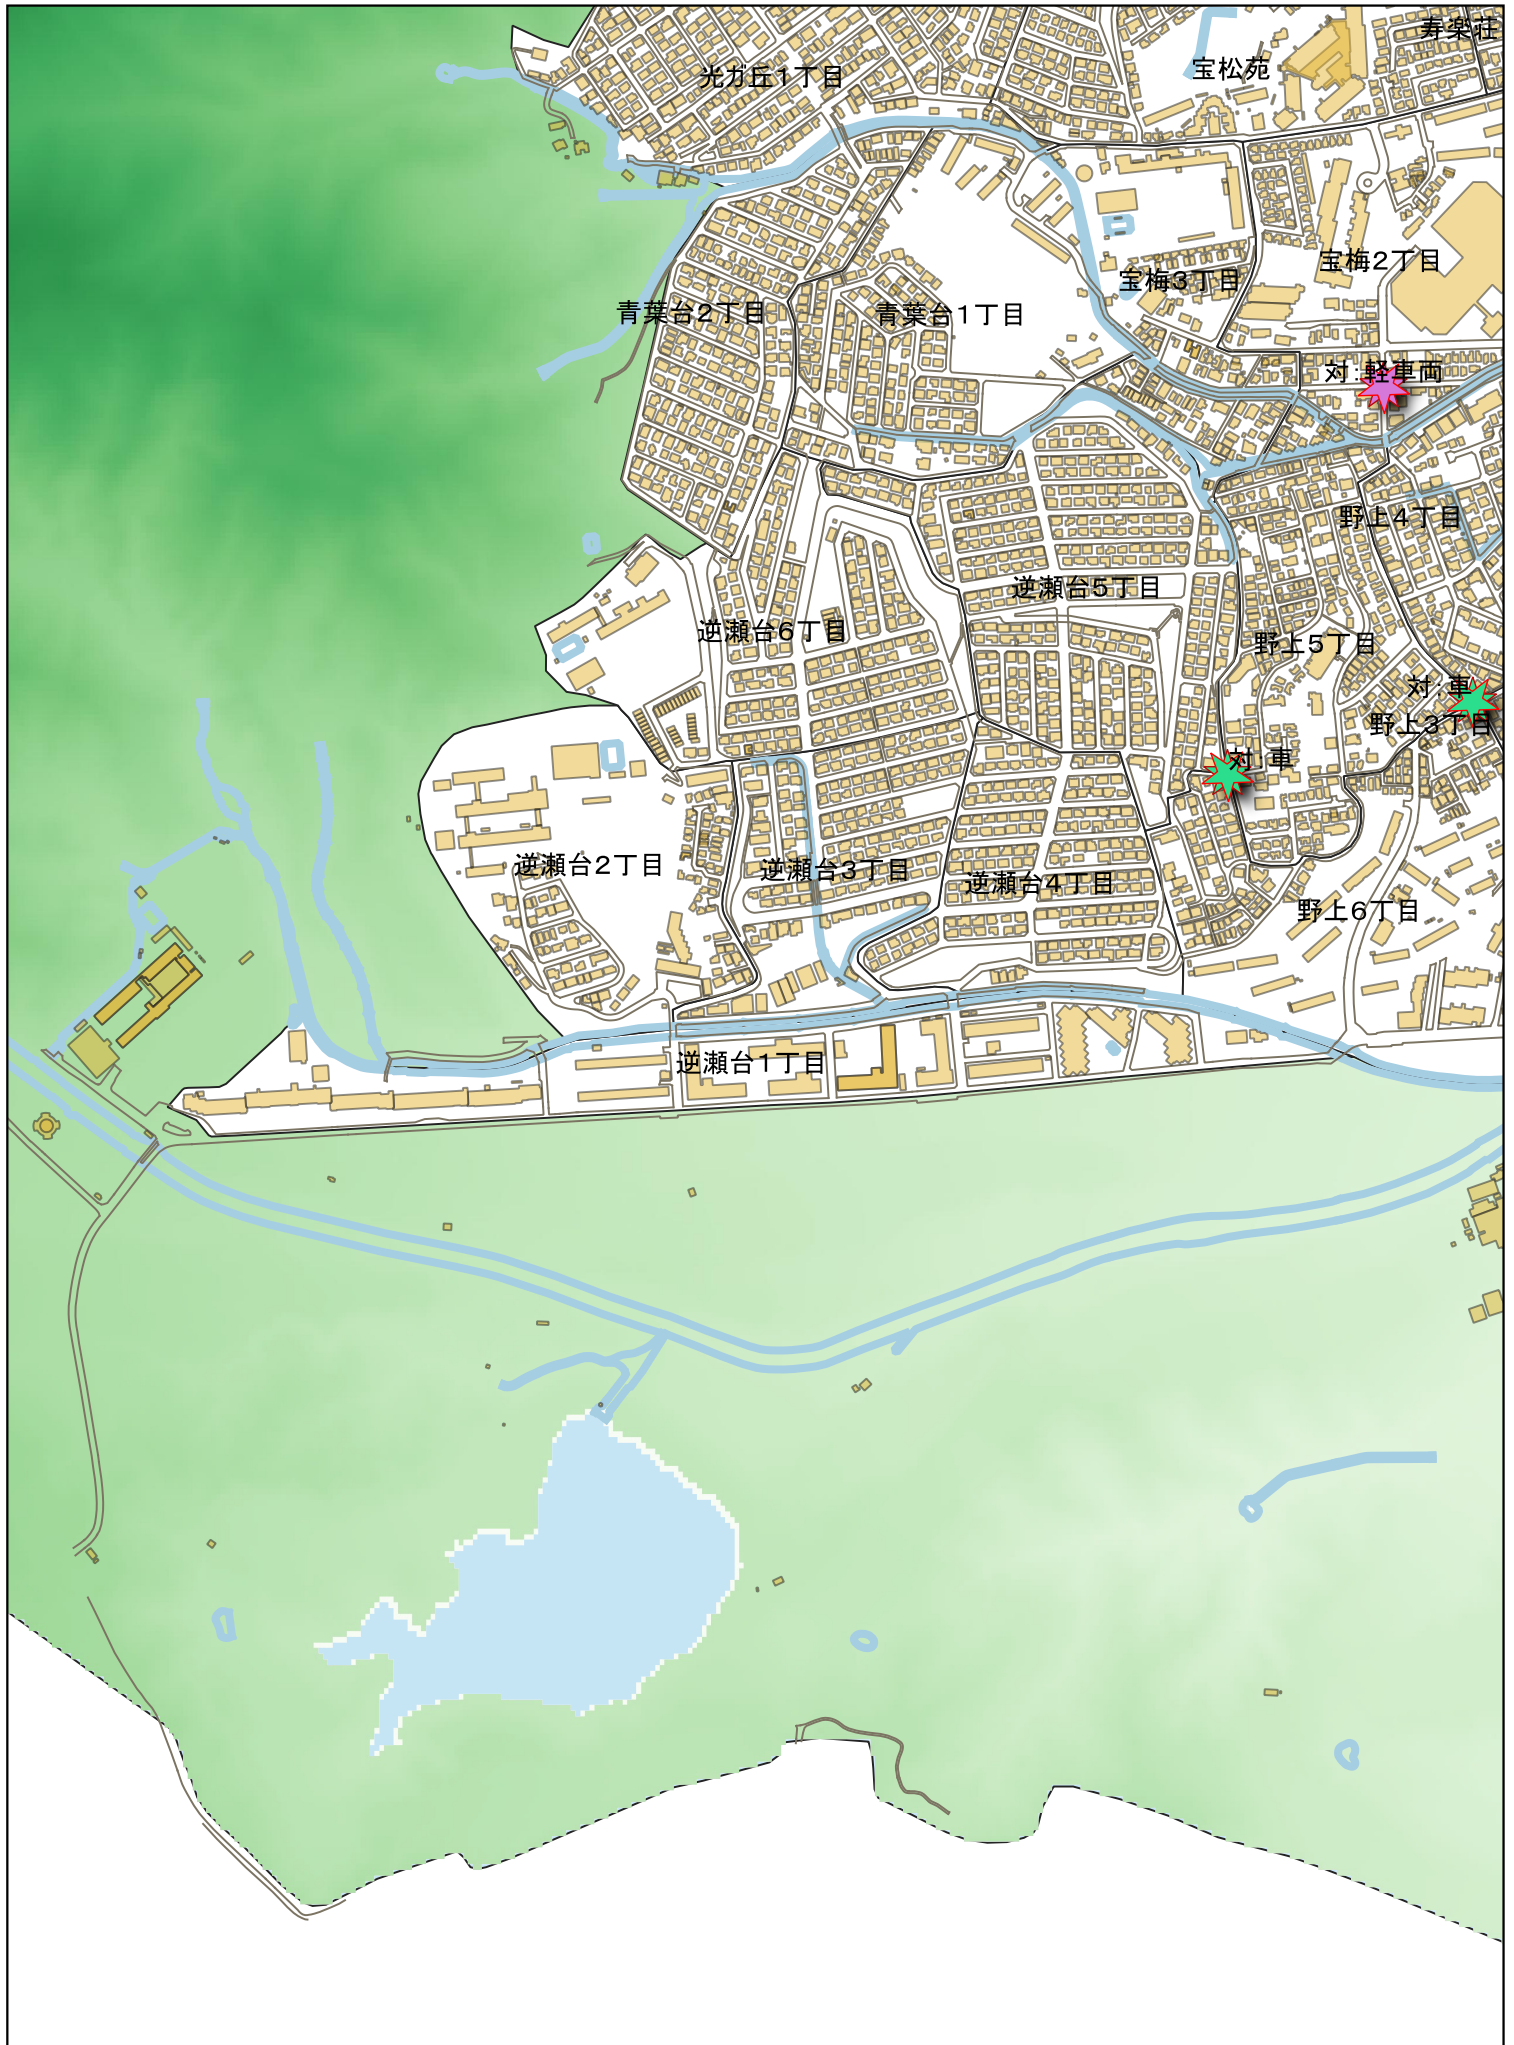 寿楽荘
宝松苑
光ガ丘1丁目
宝梅2丁目
宝梅3丁目
青葉台2丁目
青葉台1丁目
対:軽車両
野上4丁目
逆瀬台5丁目
逆瀬台6丁目
野上5丁目
対:車
野上3丁目
対:車
逆瀬台2丁目
逆瀬台3丁目
逆瀬台4丁目
野上6丁目
逆瀬台1丁目